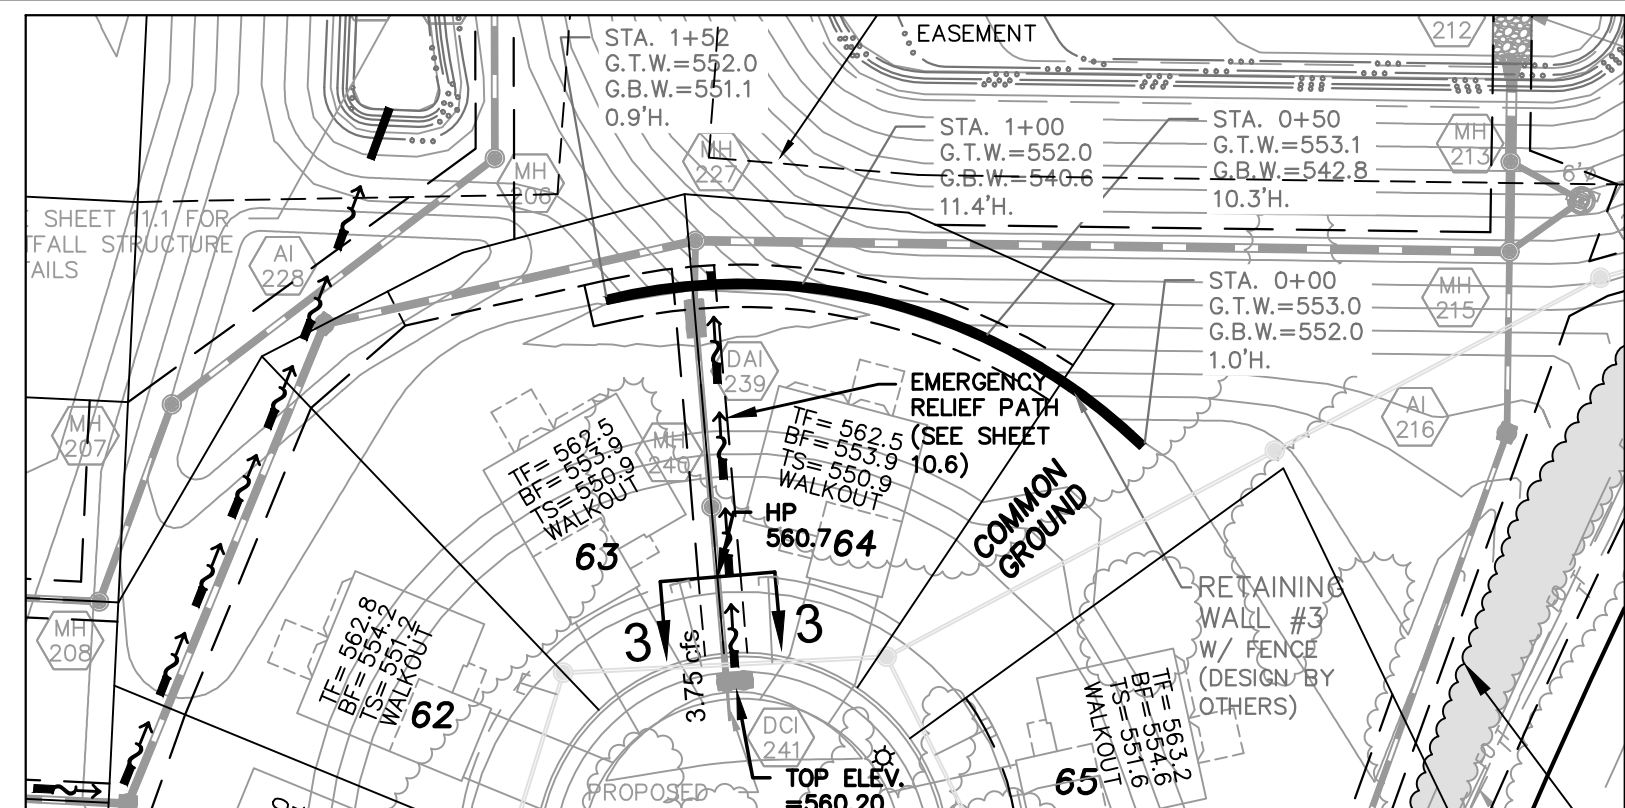 EASEMENT
212
STA. 1+52
G.T.W.=552.0
G.B.W.=551.1
0.9'H.
STA. 1+00
G.T.W.=552.0
G.B.W.=540.6
11.4'H.
STA. 0+50
G.T.W.=553.1
G.B.W.=542.8
10.3'H.
MH
213
MH
227
MH
206
SHEET 11.1 FOR
TFALL STRUCTURE
TAILS
AI
228
STA. 0+00
G.T.W.=553.0
G.B.W.=552.0
1.0'H.
MH
215
DAI
239
EMERGENCY
RELIEF PATH
(SEE SHEET
10.6)
AI
216
MH
207
MH
240
TF= 562.5
BF= 553.9
TS= 550.9
WALKOUT
63
TF= 562.5
BF= 553.9
TS= 550.9
WALKOUT
HP
560.7
64
COMMON
GROUND
RETAINING
WALL #3
W/ FENCE
(DESIGN BY
OTHERS)
MH
208
TF= 562.8
BF= 554.2
TS= 551.2
WALKOUT
62
3
3
3.75 cfs
TF= 563.2
BF= 554.6
TS= 551.6
WALKOUT
65
DCI
241
TOP ELEV.
=560.20
PROPOSED